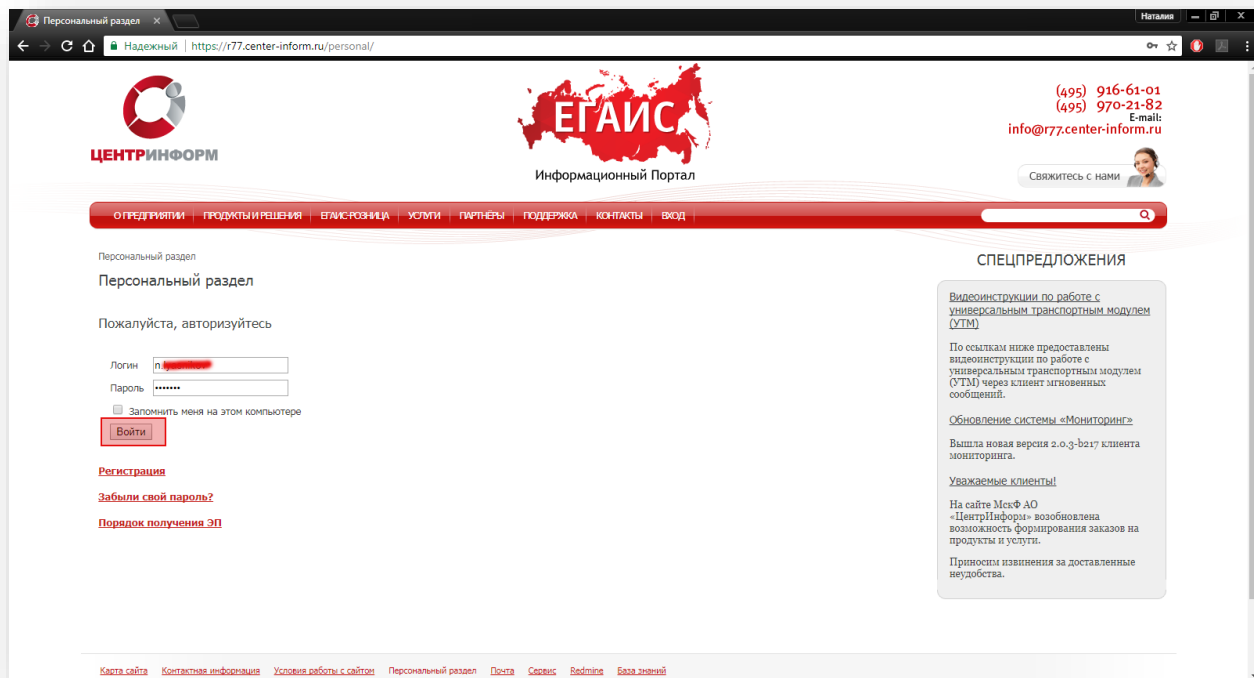 Персональный раздел
Наталия
Надежный | https://r77.center-inform.ru/personal/
ЦЕНТРИНФОРМ
ЕГАИС
Информационный Портал
(495) 916-61-01
(495) 970-21-82
E-mail:
info@r77.center-inform.ru
Свяжитесь с нами
О ПРЕДПРИЯТИИ ПРОДУКТЫ И РЕШЕНИЯ ЕГАИС-РОЗНИЦА УСЛУГИ ПАРТНЁРЫ ПОДДЕРЖКА КОНТАКТЫ ВХОД
Персональный раздел
Персональный раздел
Пожалуйста, авторизуйтесь
Логин n.
Пароль •••••••
Запомнить меня на этом компьютере
Войти
Регистрация
Забыли свой пароль?
Порядок получения ЭП
СПЕЦПРЕДЛОЖЕНИЯ
Видеоинструкции по работе с
универсальным транспортным модулем
(УТМ)
По ссылкам ниже предоставлены
видеоинструкции по работе с
универсальным транспортным модулем
(УТМ) через клиент мгновенных
сообщений.
Обновление системы «Мониторинг»
Вышла новая версия 2.0.3-b217 клиента
мониторинга.
Уважаемые клиенты!
На сайте МскФ АО
«ЦентрИнформ» возобновлена
возможность формирования заказов на
продукты и услуги.
Приносим извинения за доставленные
неудобства.
Карта сайта Контактная информация Условия работы с сайтом Персональный раздел Почта Сервис Redmine База знаний